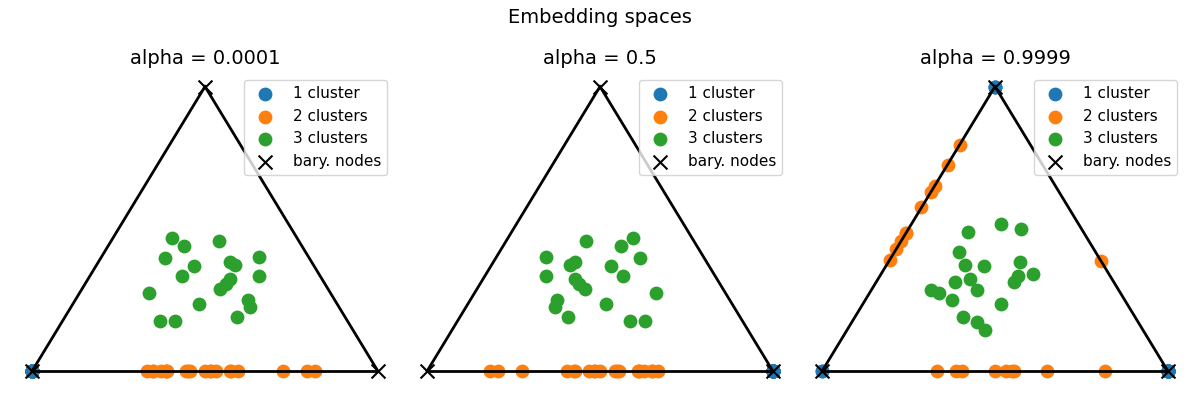 Embedding spaces
alpha = 0.0001
1 cluster
2 clusters
3 clusters
bary. nodes
alpha = 0.5
1 cluster
2 clusters
3 clusters
bary. nodes
alpha = 0.9999
1 cluster
2 clusters
3 clusters
bary. nodes